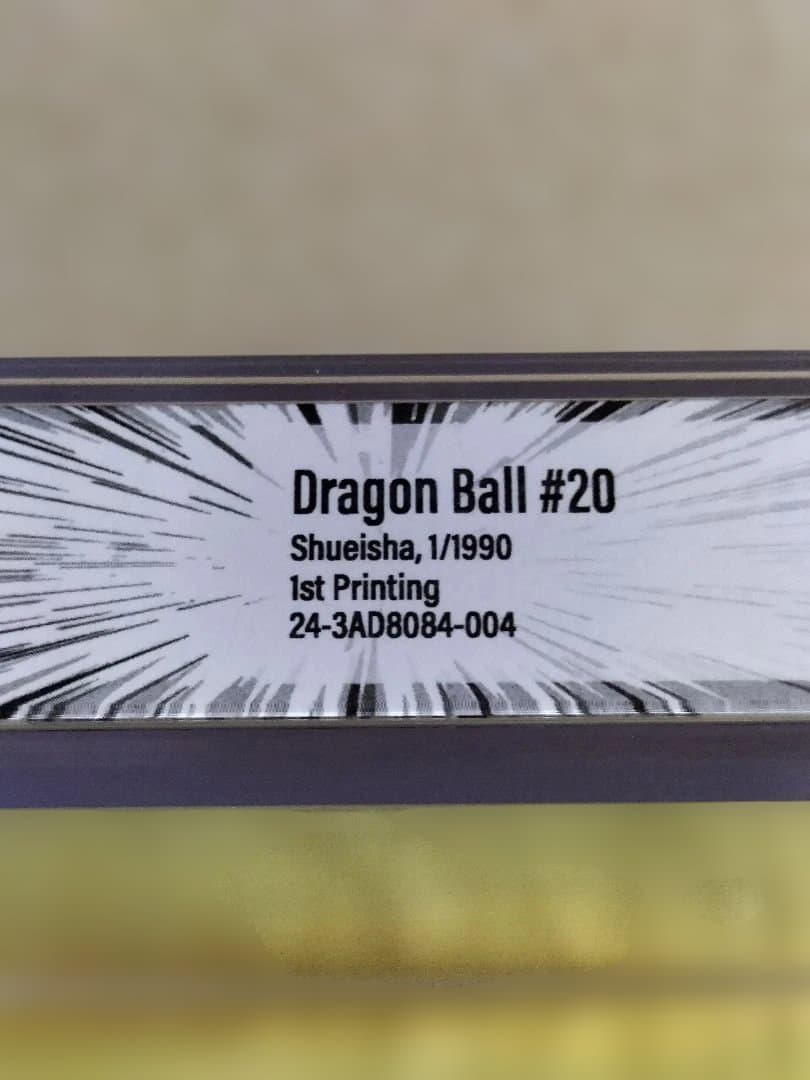 Dragon Ball #20
Shueisha, 1/1990
1st Printing
24-3AD8084-004